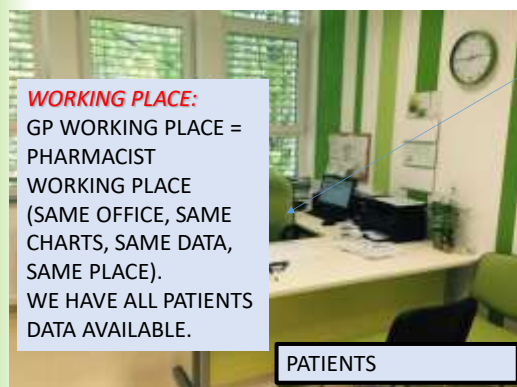 WORKING PLACE:
GP WORKING PLACE =
PHARMACIST
WORKING PLACE
(SAME OFFICE, SAME
CHARTS, SAME DATA,
SAME PLACE).
WE HAVE ALL PATIENTS
DATA AVAILABLE.
PATIENTS